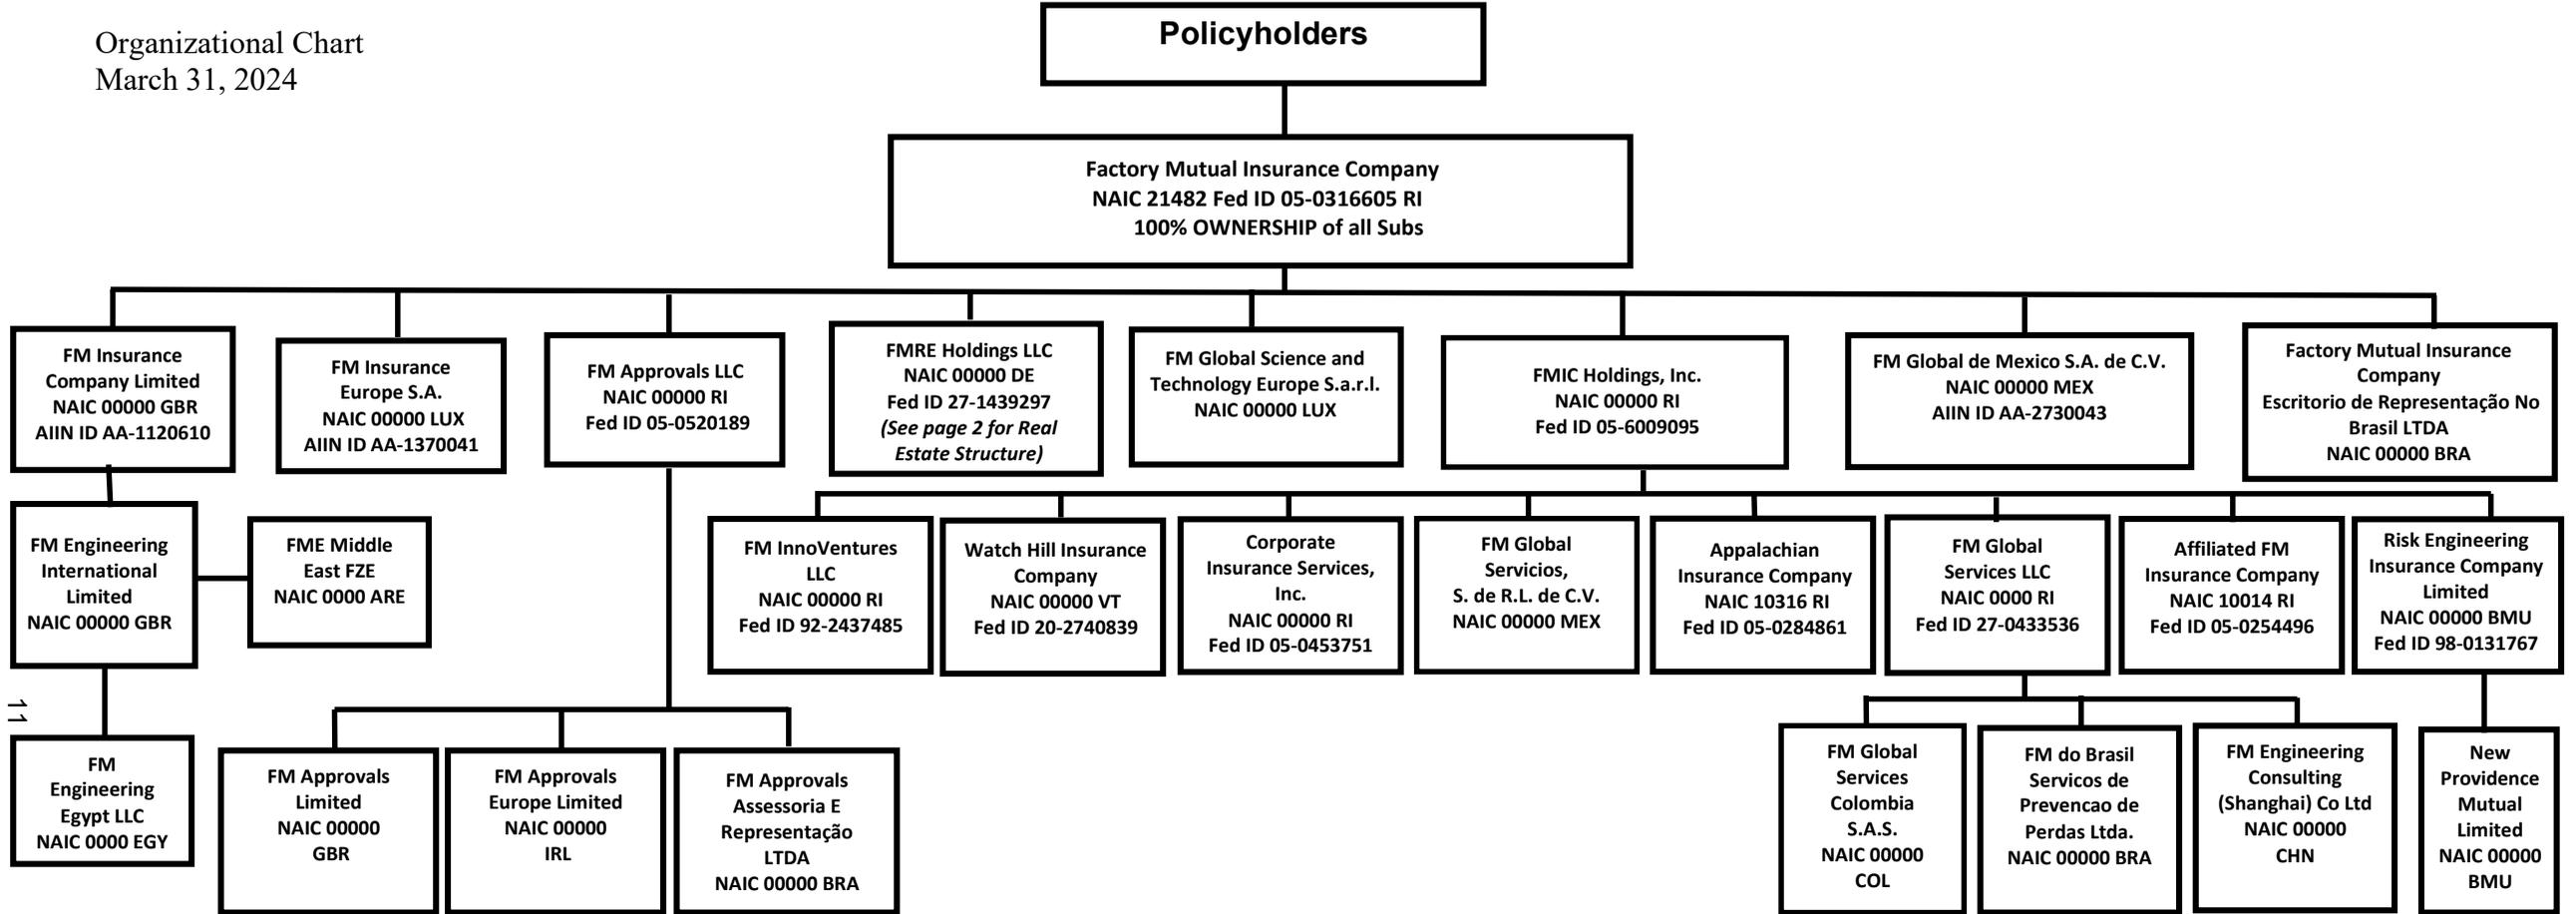 Organizational Chart
March 31, 2024
Policyholders
Factory Mutual Insurance Company
NAIC 21482 Fed ID 05-0316605 RI
100% OWNERSHIP of all Subs
FM Insurance
Company Limited
NAIC 00000 GBR
AIIN ID AA-1120610
FM Insurance
Europe S.A.
NAIC 00000 LUX
AIIN ID AA-1370041
FM Approvals LLC
NAIC 00000 RI
Fed ID 05-0520189
FMRE Holdings LLC
NAIC 00000 DE
Fed ID 27-1439297
(See page 2 for Real
Estate Structure)
FM Global Science and
Technology Europe S.a.r.l.
NAIC 00000 LUX
FMIC Holdings, Inc.
NAIC 00000 RI
Fed ID 05-6009095
FM Global de Mexico S.A. de C.V.
NAIC 00000 MEX
AIIN ID AA-2730043
Factory Mutual Insurance
Company
Escritorio de Representação No
Brasil LTDA
NAIC 00000 BRA
FM Engineering
International
Limited
NAIC 00000 GBR
FME Middle
East FZE
NAIC 0000 ARE
FM InnoVentures
LLC
NAIC 00000 RI
Fed ID 92-2437485
Watch Hill Insurance
Company
NAIC 00000 VT
Fed ID 20-2740839
Corporate
Insurance Services,
Inc.
NAIC 00000 RI
Fed ID 05-0453751
FM Global
Servicios,
S. de R.L. de C.V.
NAIC 00000 MEX
Appalachian
Insurance Company
NAIC 10316 RI
Fed ID 05-0284861
FM Global
Services LLC
NAIC 0000 RI
Fed ID 27-0433536
Affiliated FM
Insurance Company
NAIC 10014 RI
Fed ID 05-0254496
Risk Engineering
Insurance Company
Limited
NAIC 00000 BMU
Fed ID 98-0131767
11
FM
Engineering
Egypt LLC
NAIC 0000 EGY
FM Approvals
Limited
NAIC 00000
GBR
FM Approvals
Europe Limited
NAIC 00000
IRL
FM Approvals
Assessoria E
Representação
LTDA
NAIC 00000 BRA
FM Global
Services
Colombia
S.A.S.
NAIC 00000
COL
FM do Brasil
Servicos de
Prevencao de
Perdas Ltda.
NAIC 00000 BRA
FM Engineering
Consulting
(Shanghai) Co Ltd
NAIC 00000
CHN
New
Providence
Mutual
Limited
NAIC 00000
BMU